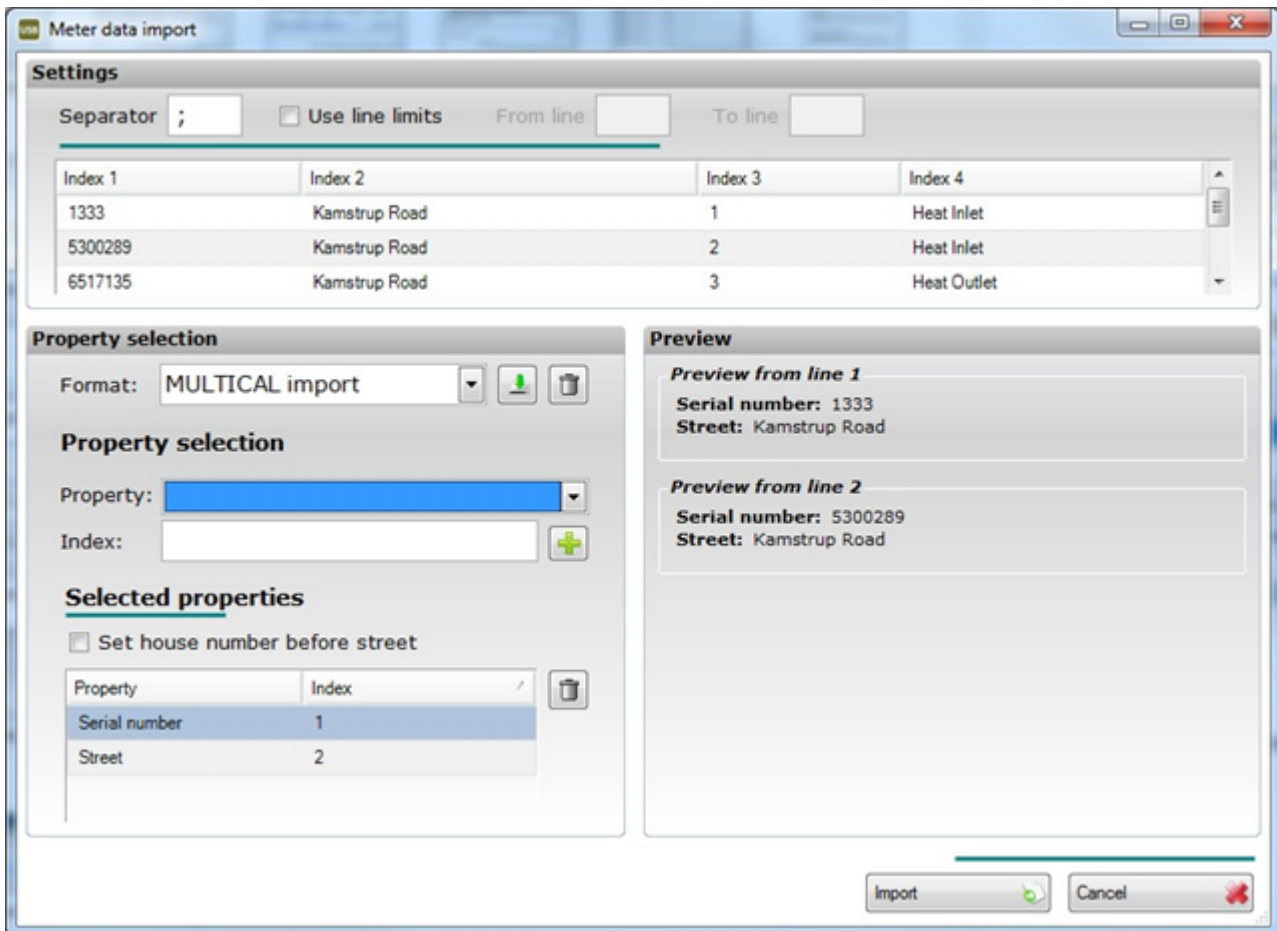 USB Meter data import
Settings
Separator ; Use line limits From line To line
Index 1 Index 2 Index 3 Index 4
1333 Kamstrup Road 1 Heat Inlet
5300289 Kamstrup Road 2 Heat Inlet
6517135 Kamstrup Road 3 Heat Outlet
Property selection
Format: MULTICAL import
Property selection
Property:
Index:
Selected properties
Set house number before street
Property Index
Serial number 1
Street 2
Preview
Preview from line 1
Serial number: 1333
Street: Kamstrup Road
Preview from line 2
Serial number: 5300289
Street: Kamstrup Road
Import Cancel